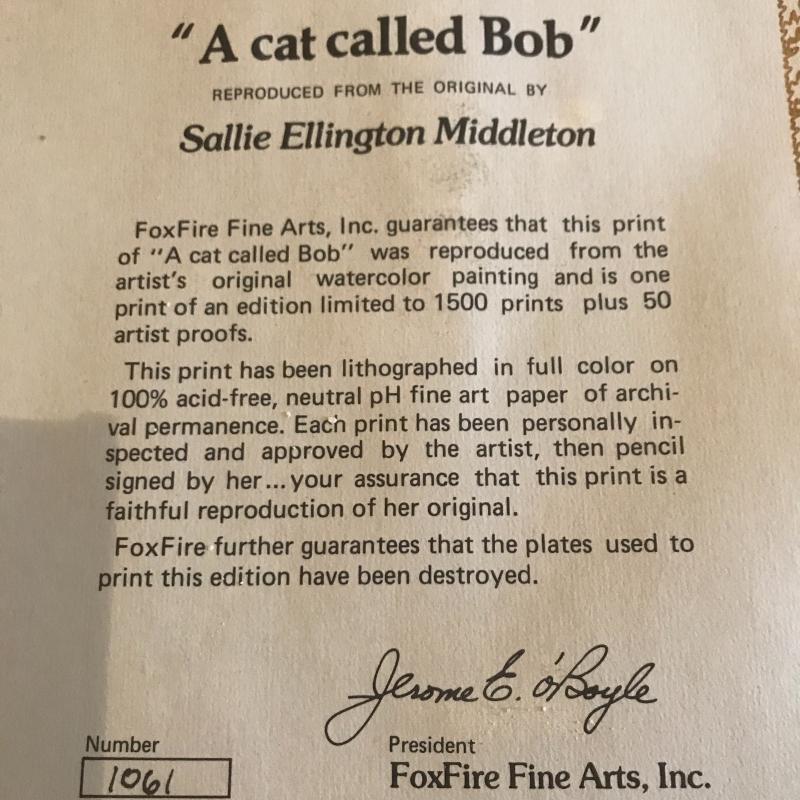 "A cat called Bob"
REPRODUCED FROM THE ORIGINAL BY
Sallie Ellington Middleton
FoxFire Fine Arts, Inc. guarantees that this print
of "A cat called Bob" was reproduced from the
artist's original watercolor painting and is one
print of an edition limited to 1500 prints plus 50
artist proofs.
This print has been lithographed in full color on
100% acid-free, neutral pH fine art paper of archi-
val permanence. Each print has been personally in-
spected and approved by the artist, then pencil
signed by her...your assurance that this print is a
faithful reproduction of her original.
FoxFire further guarantees that the plates used to
print this edition have been destroyed.
Jerome E. O'Boyle
Number
President
1061
FoxFire Fine Arts, Inc.